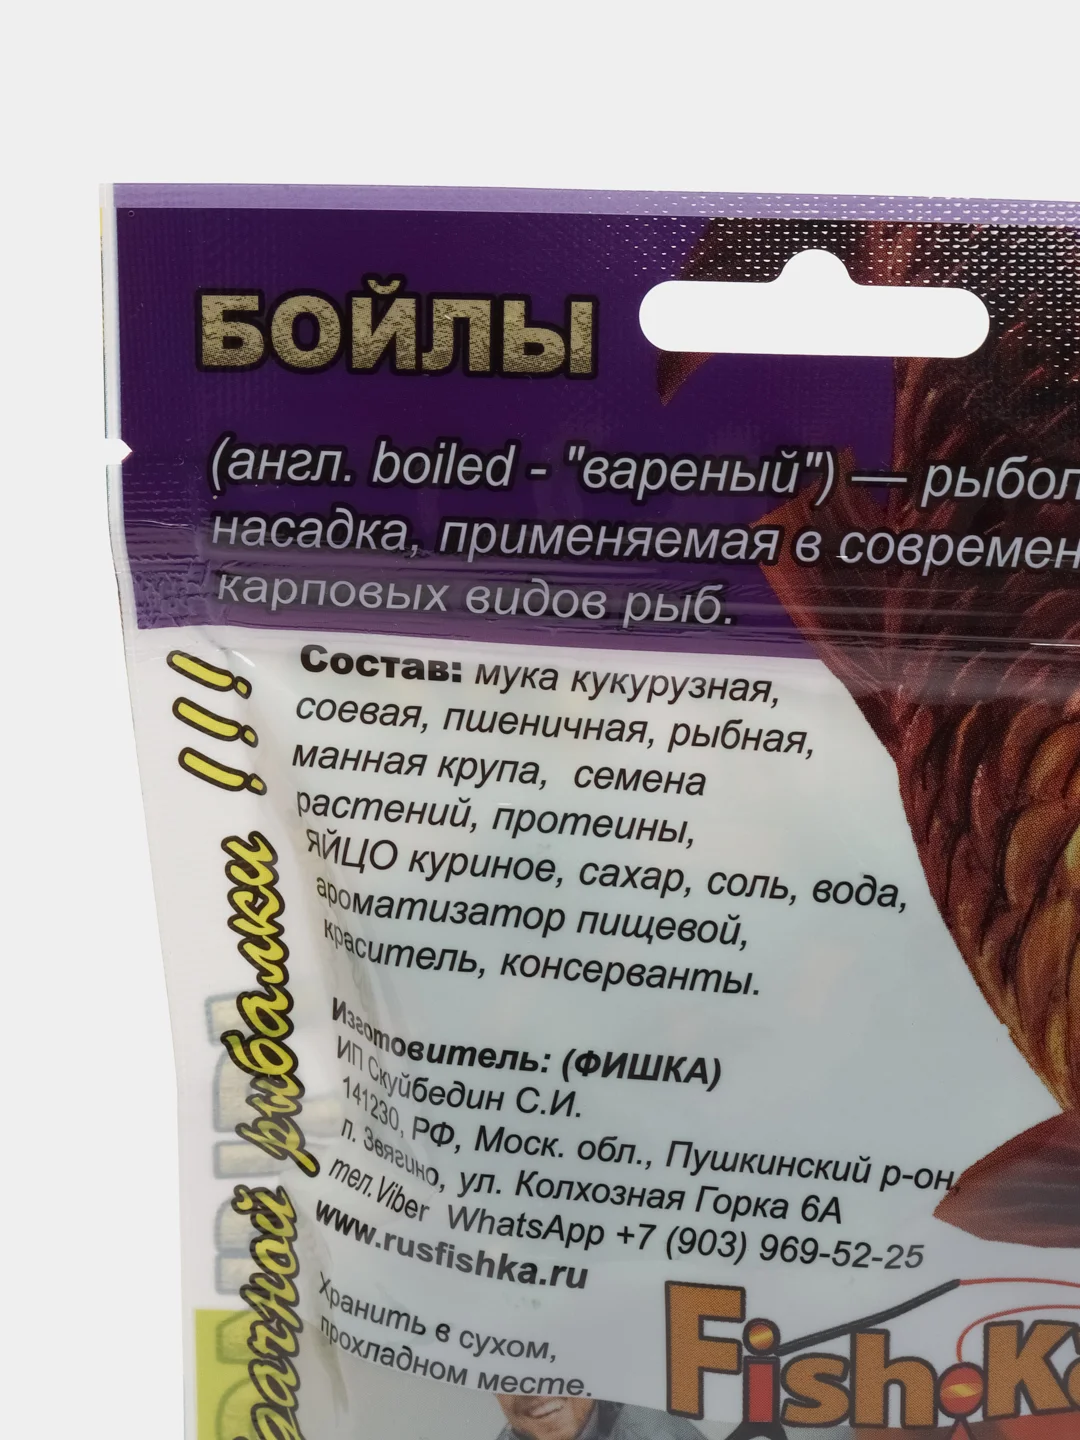 БОЙЛЫ
(англ. boiled - "вареный") — рыбол
насадка, применяемая в современ
карповых видов рыб.
Состав: мука кукурузная,
соевая, пшеничная, рыбная,
манная крупа, семена
растений, протеины,
ЯЙЦО куриное, сахар, соль, вода,
ароматизатор пищевой,
краситель, консерванты.
Изготовитель: (ФИШКА)
ИП Скуйбедин С.И.
141230, РФ, Моск. обл., Пушкинский р-он,
п. Звягино, ул. Колхозная Горка 6А
тел.Viber WhatsApp +7 (903) 969-52-25
www.rusfishka.ru
Хранить в сухом,
прохладном месте.
Fish.Ka
дачной рыбалки !!!